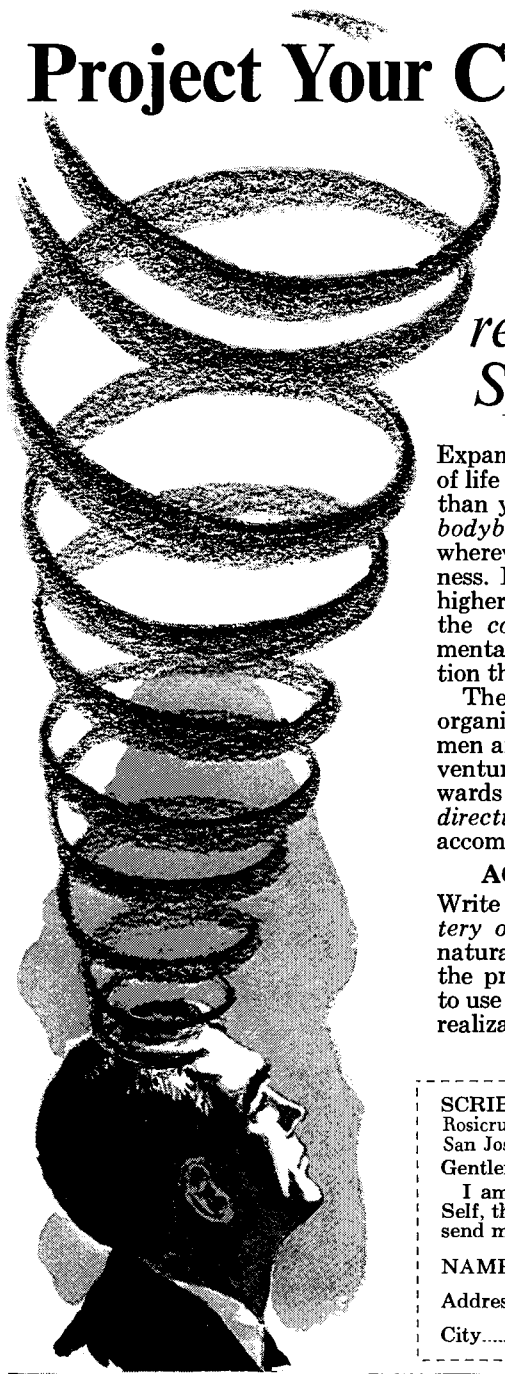 Project Your C
re
S
Expan
of life
than y
bodyb
wherev
ness. I
higher
the co
menta
tion th
The
organi
men a
ventur
wards
directi
accom
AC
Write
tery o
natura
the pr
to use
realiza
SCRIB
Rosicru
San Jos
Gentle
I am
Self, th
send m
NAME
Addres
City.....